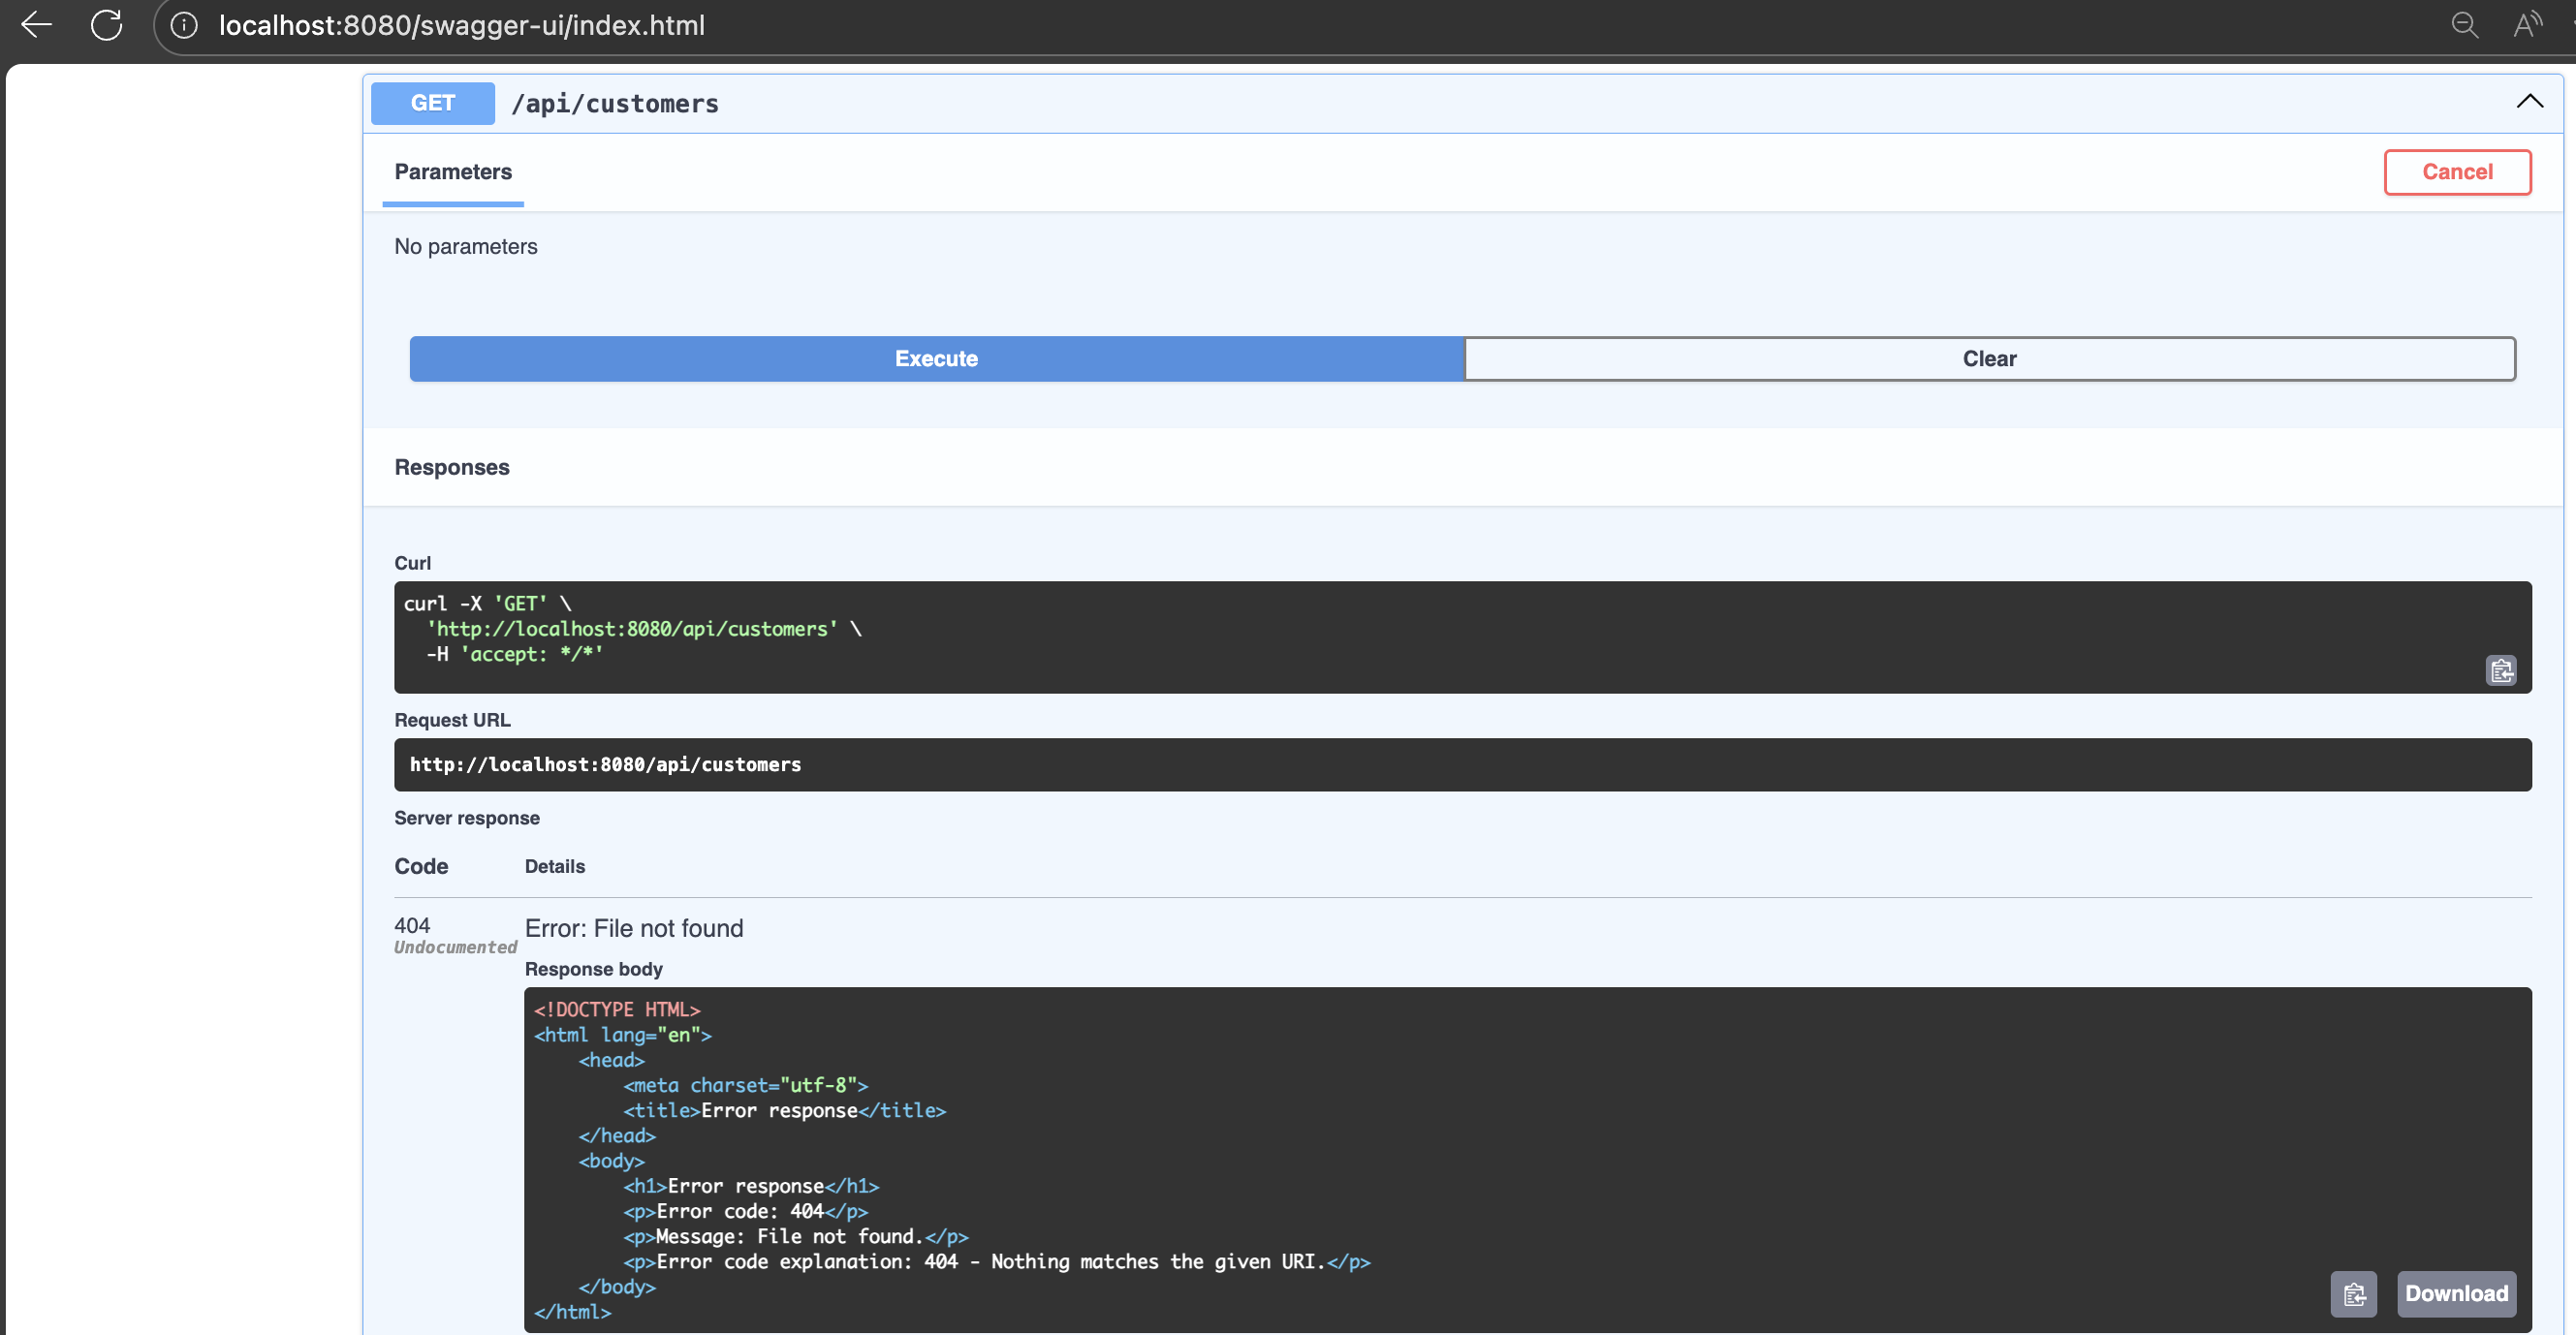 localhost:8080/swagger-ui/index.html
GET /api/customers
Parameters
Cancel
No parameters
Execute
Clear
Responses
Curl
curl -X 'GET' \
  'http://localhost:8080/api/customers' \
  -H 'accept: */*'
Request URL
http://localhost:8080/api/customers
Server response
Code Details
404 Error: File not found
Undocumented
Response body
<!DOCTYPE HTML>
<html lang="en">
    <head>
        <meta charset="utf-8">
        <title>Error response</title>
    </head>
    <body>
        <h1>Error response</h1>
        <p>Error code: 404</p>
        <p>Message: File not found.</p>
        <p>Error code explanation: 404 - Nothing matches the given URI.</p>
    </body>
</html>
Download